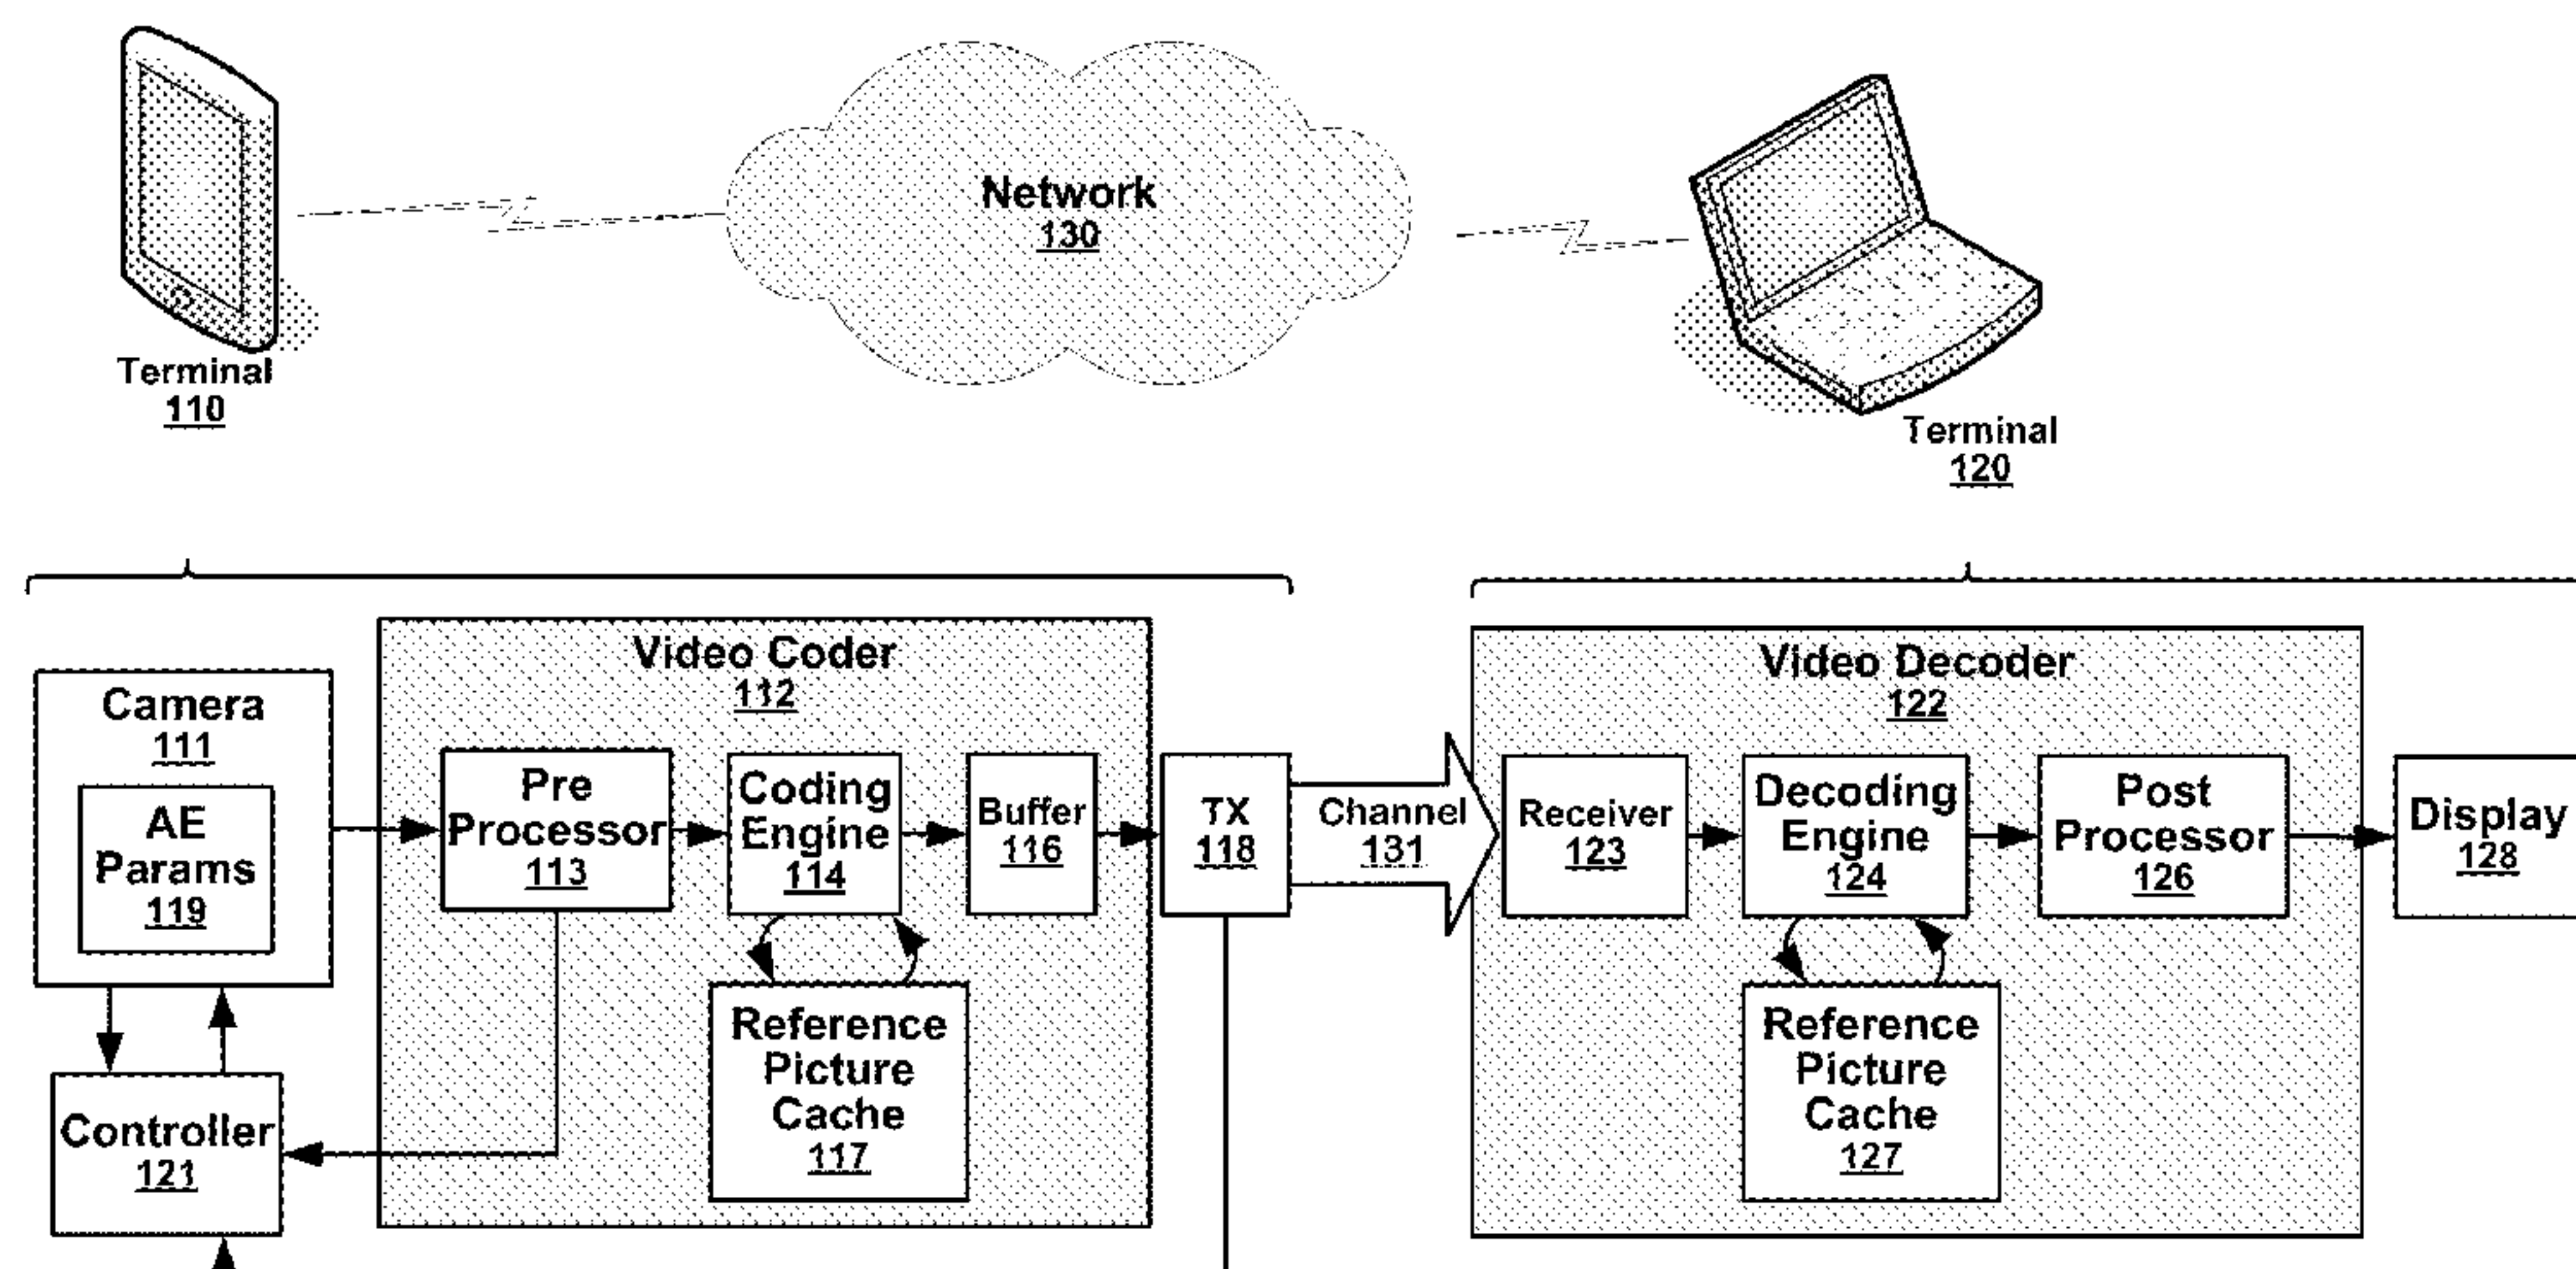 Network
130
Terminal
110
Terminal
120
Video Coder
112
Camera
111
AE
Params
119
Pre
Processor
113
Coding
Engine
114
Buffer
116
TX
118
Channel
131
Reference
Picture
Cache
117
Controller
121
Video Decoder
122
Receiver
123
Decoding
Engine
124
Post
Processor
126
Display
128
Reference
Picture
Cache
127